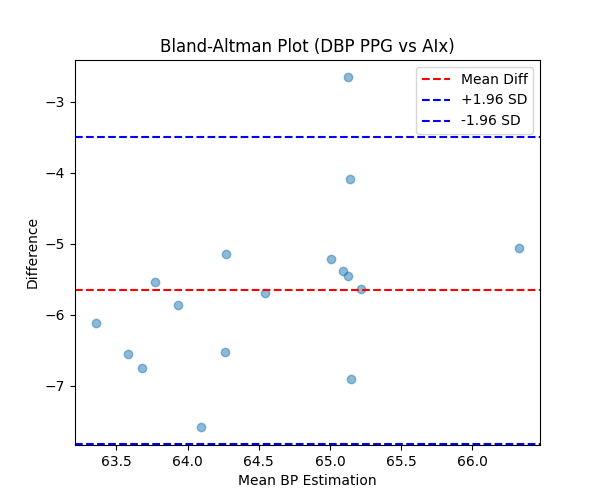 Bland-Altman Plot (DBP PPG vs AIx)
Mean Diff
+1.96 SD
-1.96 SD
Difference
−3
−4
−5
−6
−7
63.5 64.0 64.5 65.0 65.5 66.0
Mean BP Estimation